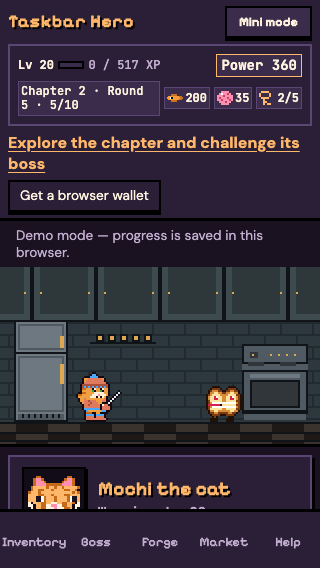 Taskbar Hero
Mini mode
Lv 20 0 / 517 XP
Power 360
Chapter 2 · Round
5 · 5/10
200
35
2/5
Explore the chapter and challenge its
boss
Get a browser wallet
Demo mode — progress is saved in this
browser.
Mochi the cat
Inventory
Boss
Forge
Market
Help